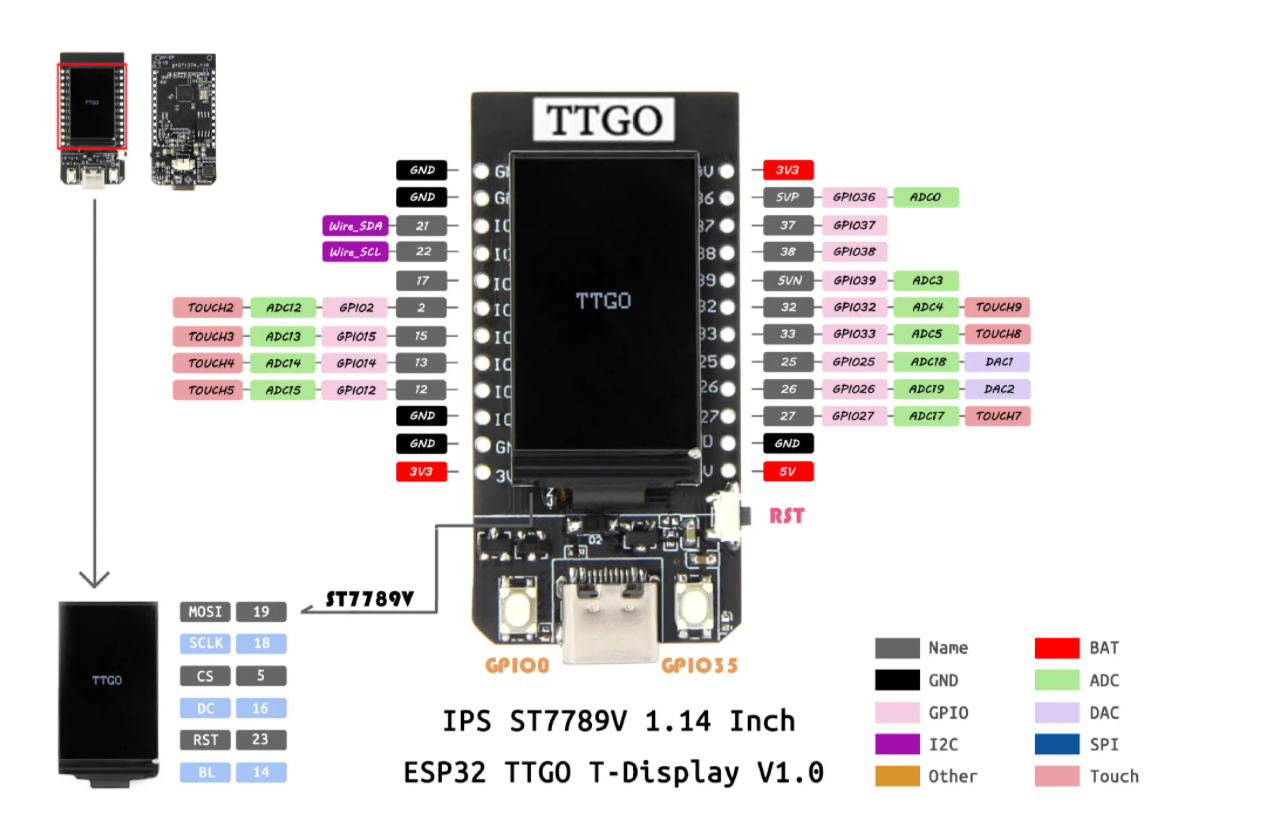 TTGO
TTGO
GND
GND
Wire_SDA 21
Wire_SCL 22
17
TOUCH2 ADC12 GPIO2 2
TOUCH3 ADC13 GPIO15 15
TOUCH4 ADC14 GPIO14 13
TOUCH5 ADC15 GPIO12 12
GND
GND
3V3
TTGO
3V3
SVP GPIO36 ADC0
37 GPIO37
38 GPIO38
SVN GPIO39 ADC3
32 GPIO32 ADC4 TOUCH9
33 GPIO33 ADC5 TOUCH8
25 GPIO25 ADC18 DAC1
26 GPIO26 ADC19 DAC2
27 GPIO27 ADC17 TOUCH7
GND
5V
RST
ST7789V
GPIO0
GPIO35
TTGO
MOSI 19
SCLK 18
CS 5
DC 16
RST 23
BL 14
IPS ST7789V 1.14 Inch
ESP32 TTGO T-Display V1.0
Name
GND
GPIO
I2C
Other
BAT
ADC
DAC
SPI
Touch